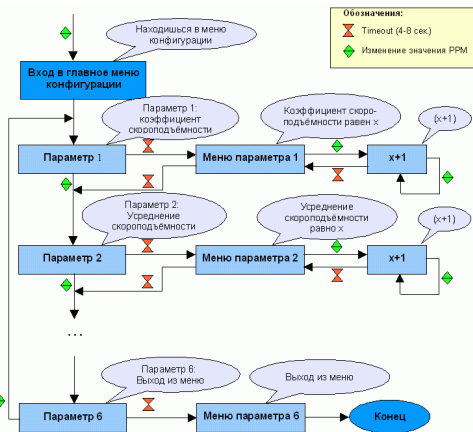 Обозначения:
Timeout (4-8 сек.)
Изменение значения PPM
Находишься в меню
конфигурации
Вход в главное меню
конфигурации
Параметр 1:
коэффициент
скороподъёмности
Коэффициент скоро-
подъёмности равен x
(x+1)
Параметр 1
Меню параметра 1
x+1
Параметр 2:
Усреднение
скороподъёмности
Усреднение
скороподъёмности
равно x
(x+1)
Параметр 2
Меню параметра 2
x+1
...
Параметр 6:
Выход из меню
Выход из меню
Параметр 6
Меню параметра 6
Конец